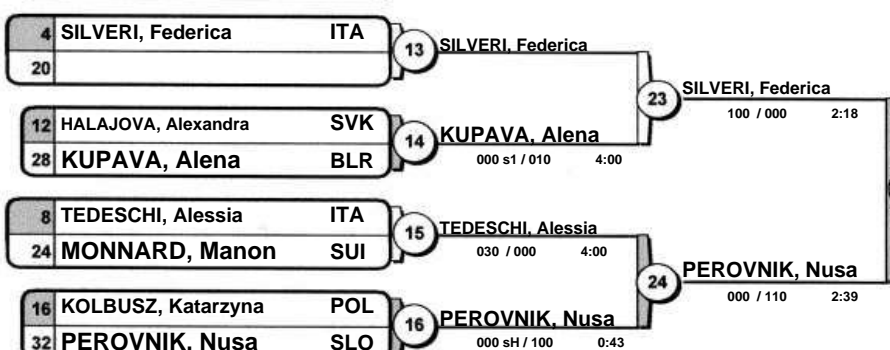 4 SILVERI, Federica ITA
20
13 SILVERI, Federica
12 HALAJOVA, Alexandra SVK
28 KUPAVA, Alena BLR
14 KUPAVA, Alena
000 s1 / 010 4:00
23 SILVERI, Federica
100 / 000 2:18
8 TEDESCHI, Alessia ITA
24 MONNARD, Manon SUI
15 TEDESCHI, Alessia
030 / 000 4:00
16 KOLBUSZ, Katarzyna POL
32 PEROVNIK, Nusa SLO
16 PEROVNIK, Nusa
000 sH / 100 0:43
24 PEROVNIK, Nusa
000 / 110 2:39